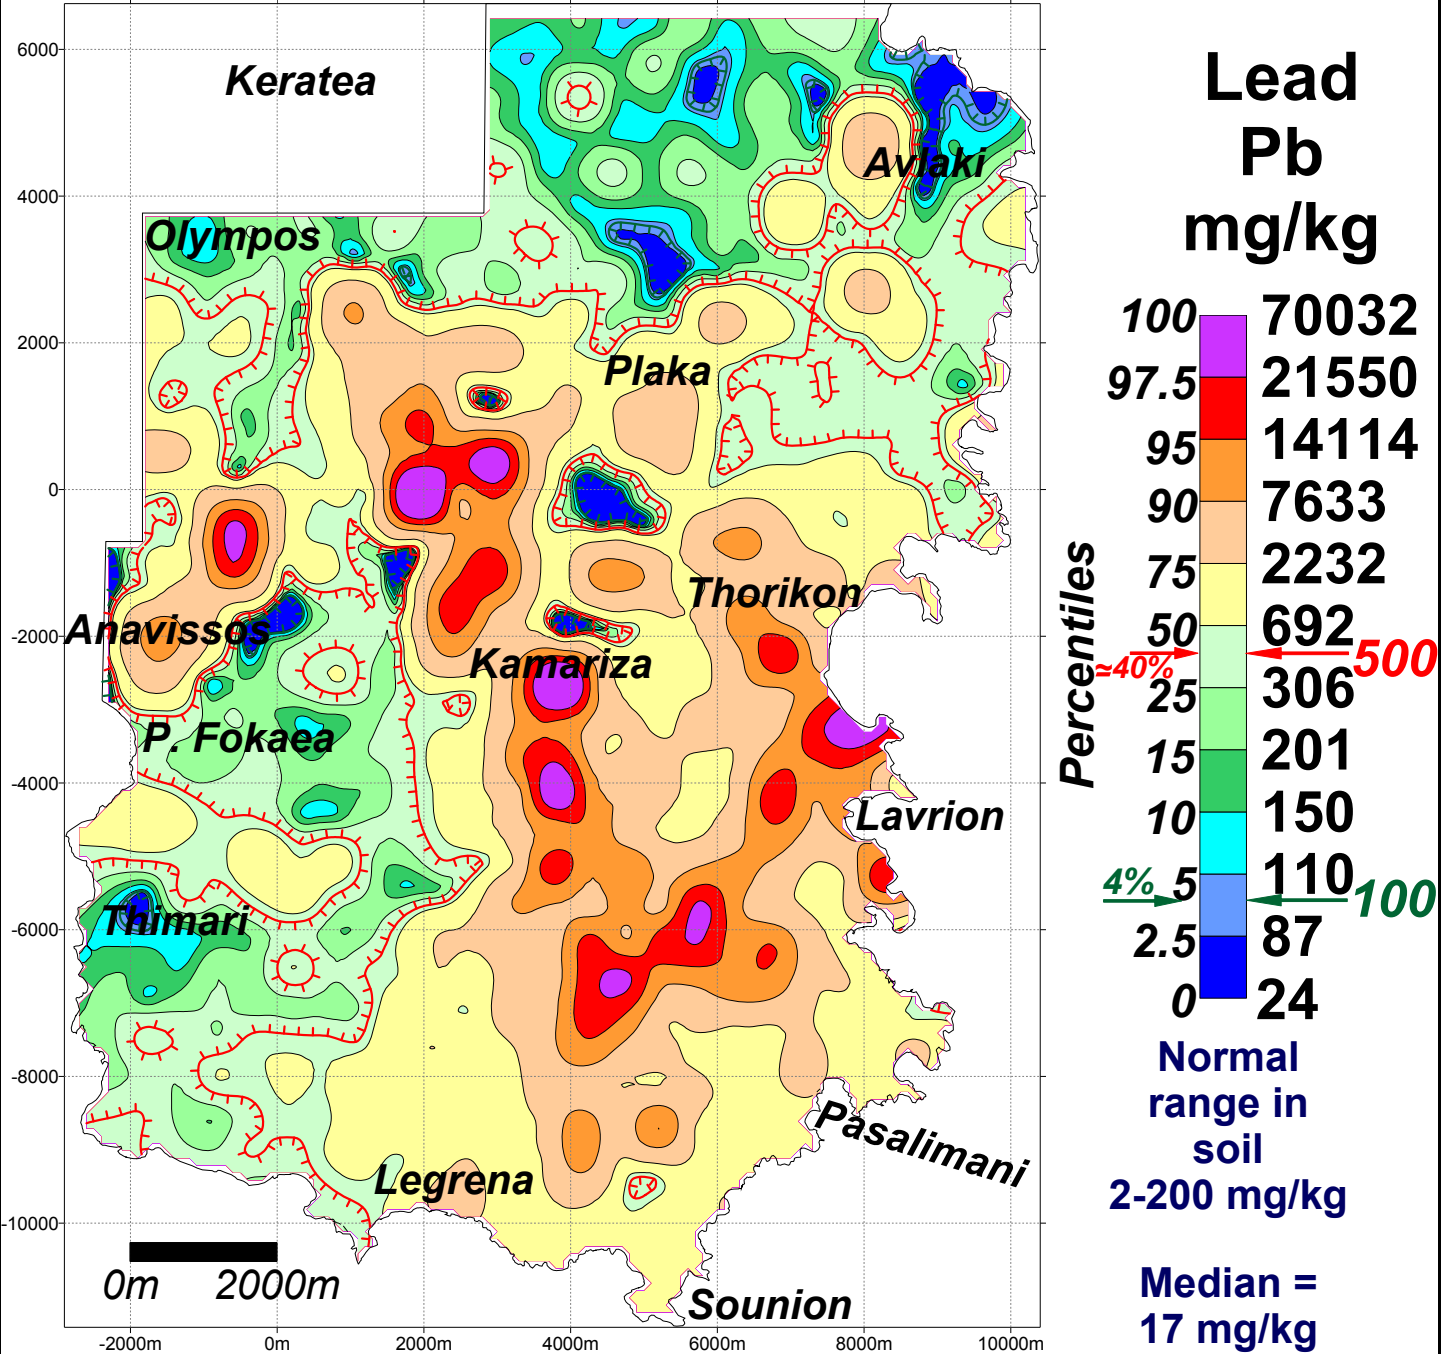 Keratea
Avlaki
Olympos
Plaka
Thorikon
Anavissos
Kamariza
P. Fokaea
Lavrion
Thimari
Pasalimani
Legrena
Sounion
6000
4000
2000
0
-2000
-4000
-6000
-8000
-10000
-2000m
0m
2000m
4000m
6000m
8000m
10000m
0m 2000m
Lead
Pb
mg/kg
Percentiles
100 70032
97.5 21550
95 14114
90 7633
75 2232
50 692
≈40% 500
25 306
15 201
10 150
5 110
4% 100
2.5 87
0 24
Normal
range in
soil
2-200 mg/kg
Median =
17 mg/kg